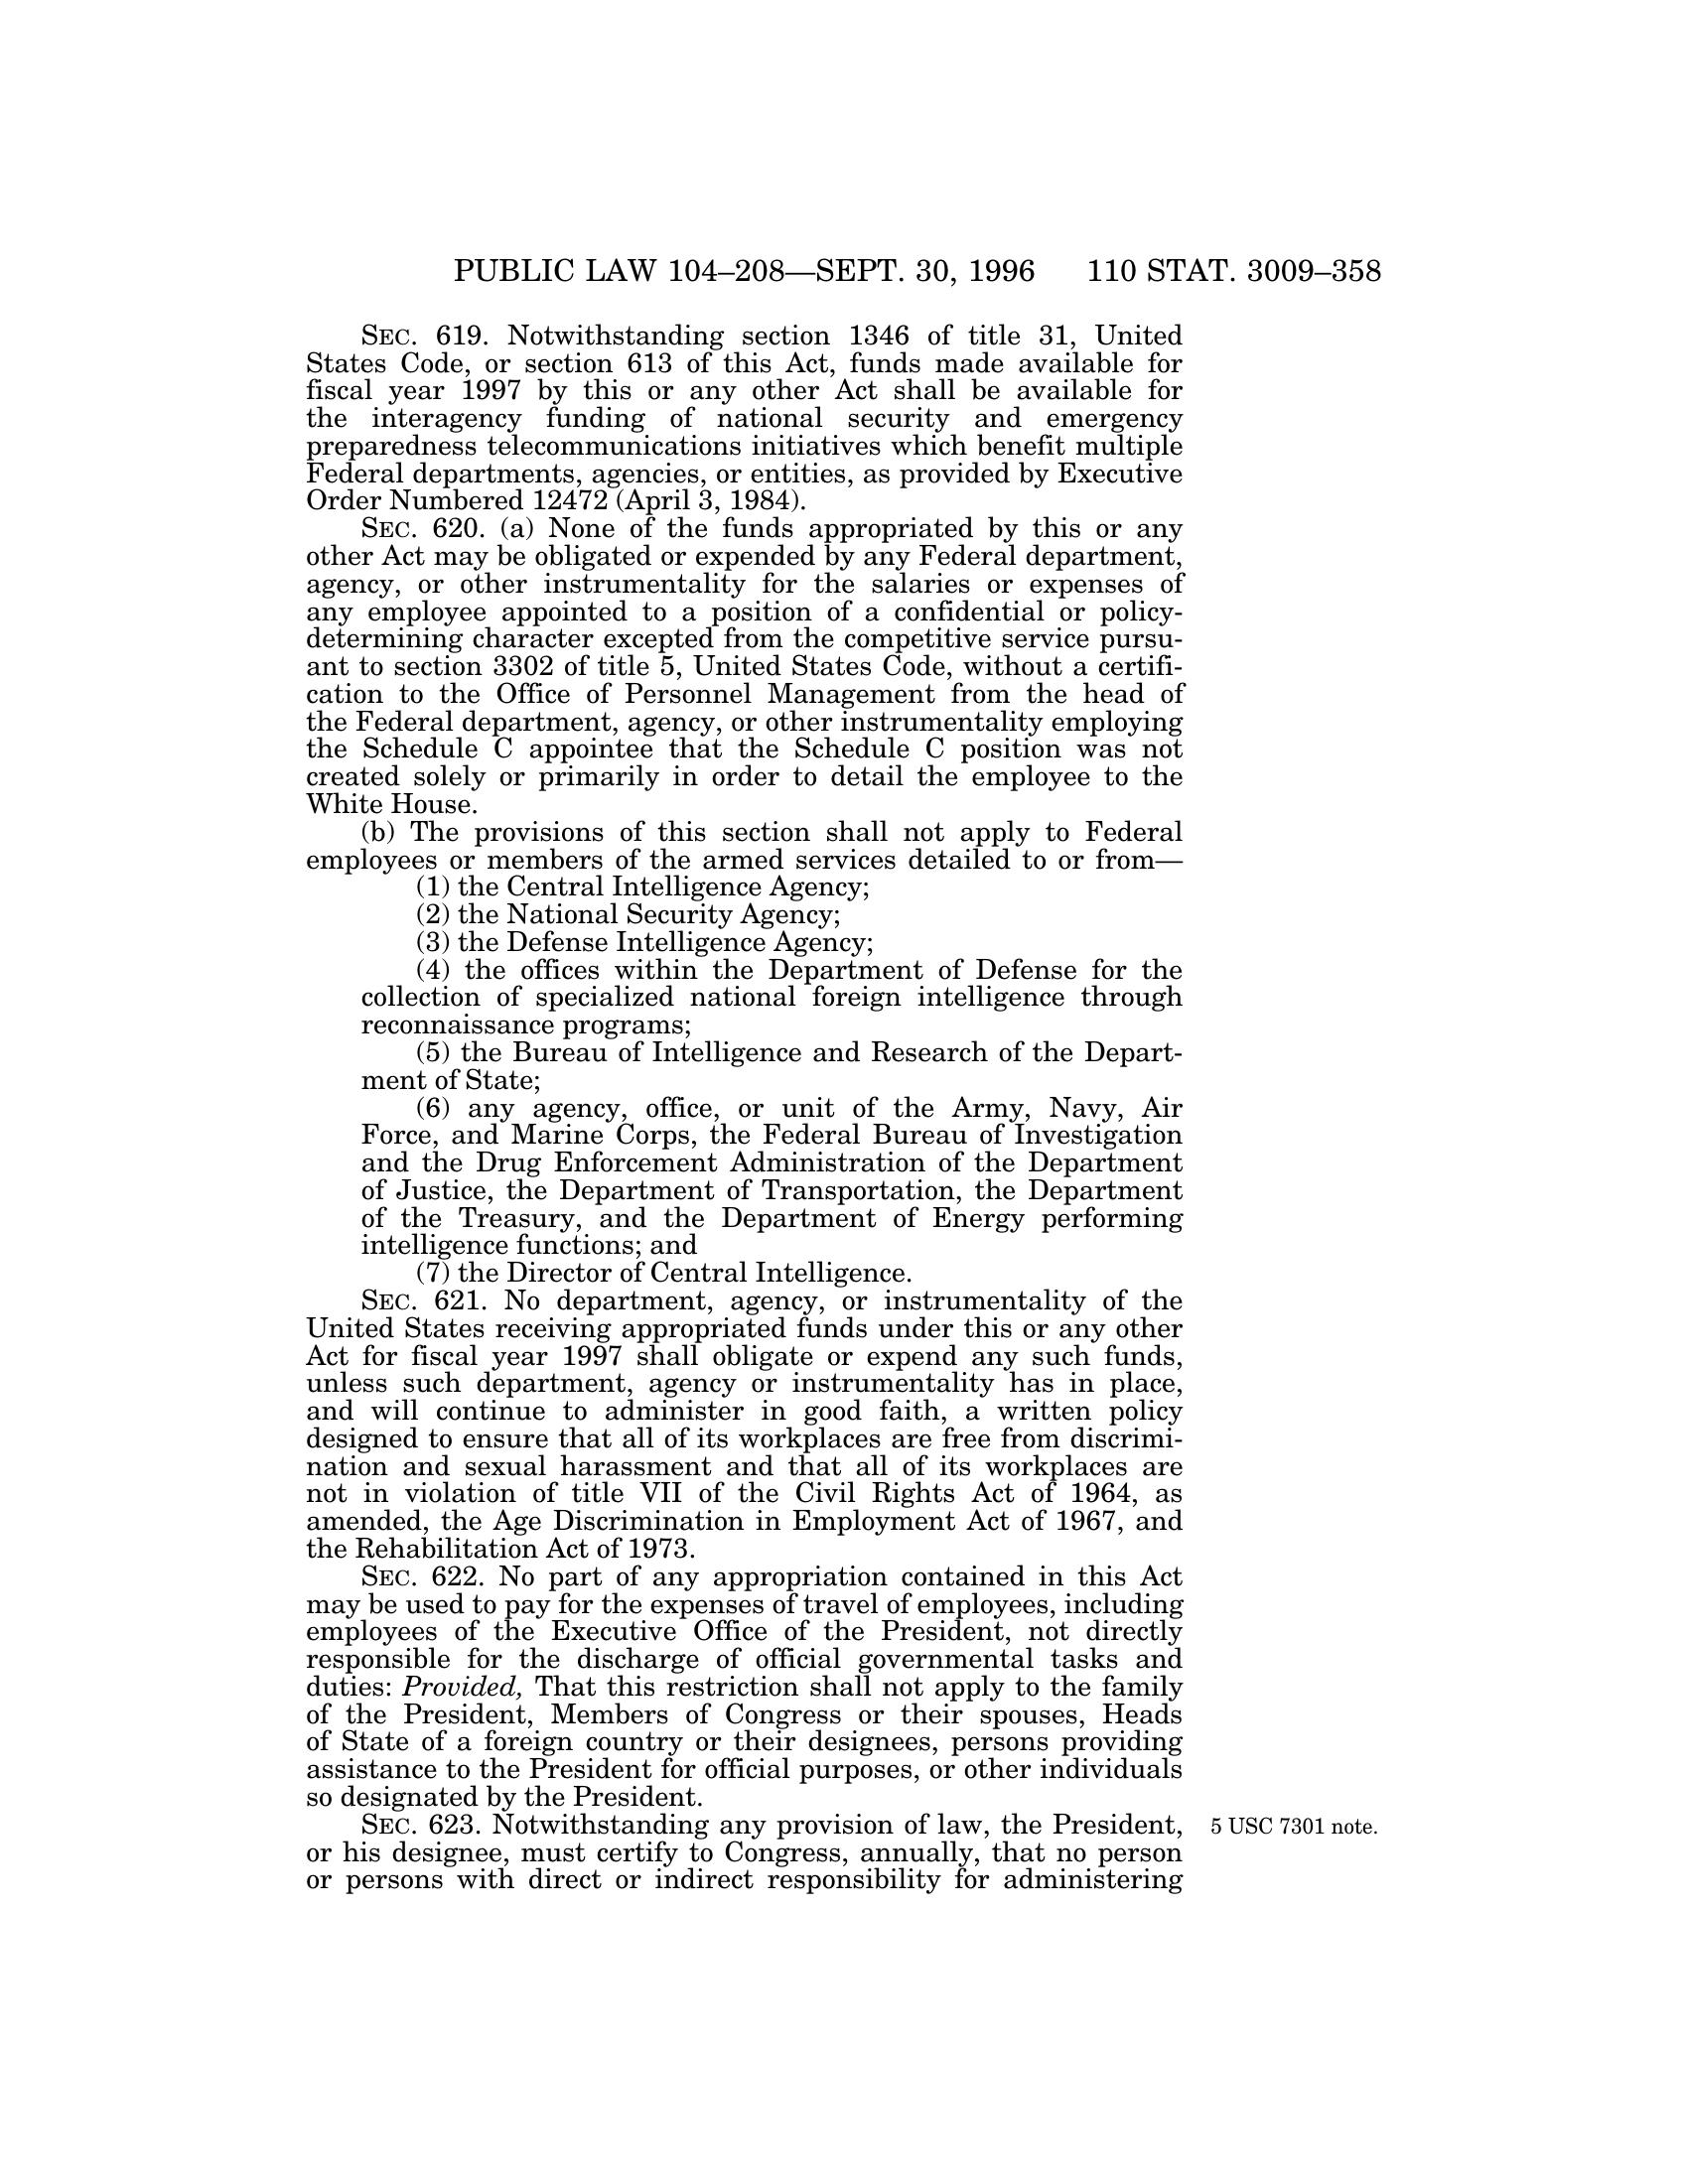 PUBLIC LAW 104–208—SEPT. 30, 1996 110 STAT. 3009–358
SEC. 619. Notwithstanding section 1346 of title 31, United
States Code, or section 613 of this Act, funds made available for
fiscal year 1997 by this or any other Act shall be available for
the interagency funding of national security and emergency
preparedness telecommunications initiatives which benefit multiple
Federal departments, agencies, or entities, as provided by Executive
Order Numbered 12472 (April 3, 1984).
SEC. 620. (a) None of the funds appropriated by this or any
other Act may be obligated or expended by any Federal department,
agency, or other instrumentality for the salaries or expenses of
any employee appointed to a position of a confidential or policy-
determining character excepted from the competitive service pursu-
ant to section 3302 of title 5, United States Code, without a certifi-
cation to the Office of Personnel Management from the head of
the Federal department, agency, or other instrumentality employing
the Schedule C appointee that the Schedule C position was not
created solely or primarily in order to detail the employee to the
White House.
(b) The provisions of this section shall not apply to Federal
employees or members of the armed services detailed to or from—
(1) the Central Intelligence Agency;
(2) the National Security Agency;
(3) the Defense Intelligence Agency;
(4) the offices within the Department of Defense for the
collection of specialized national foreign intelligence through
reconnaissance programs;
(5) the Bureau of Intelligence and Research of the Depart-
ment of State;
(6) any agency, office, or unit of the Army, Navy, Air
Force, and Marine Corps, the Federal Bureau of Investigation
and the Drug Enforcement Administration of the Department
of Justice, the Department of Transportation, the Department
of the Treasury, and the Department of Energy performing
intelligence functions; and
(7) the Director of Central Intelligence.
SEC. 621. No department, agency, or instrumentality of the
United States receiving appropriated funds under this or any other
Act for fiscal year 1997 shall obligate or expend any such funds,
unless such department, agency or instrumentality has in place,
and will continue to administer in good faith, a written policy
designed to ensure that all of its workplaces are free from discrimi-
nation and sexual harassment and that all of its workplaces are
not in violation of title VII of the Civil Rights Act of 1964, as
amended, the Age Discrimination in Employment Act of 1967, and
the Rehabilitation Act of 1973.
SEC. 622. No part of any appropriation contained in this Act
may be used to pay for the expenses of travel of employees, including
employees of the Executive Office of the President, not directly
responsible for the discharge of official governmental tasks and
duties: Provided, That this restriction shall not apply to the family
of the President, Members of Congress or their spouses, Heads
of State of a foreign country or their designees, persons providing
assistance to the President for official purposes, or other individuals
so designated by the President.
SEC. 623. Notwithstanding any provision of law, the President, 5 USC 7301 note.
or his designee, must certify to Congress, annually, that no person
or persons with direct or indirect responsibility for administering